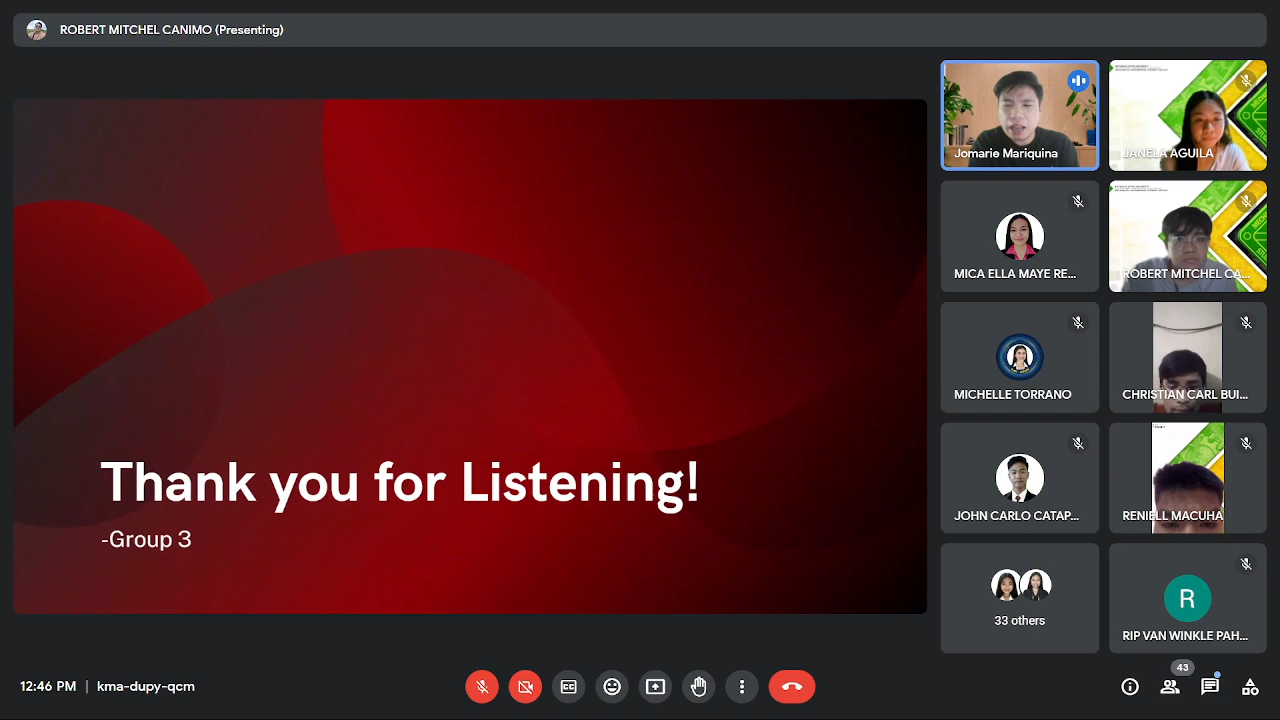 ROBERT MITCHEL CANIMO (Presenting)
Thank you for Listening!
-Group 3
Jomarie Mariquina
JANELA AGUILA
MICA ELLA MAYE RE...
ROBERT MITCHEL CA...
MICHELLE TORRANO
CHRISTIAN CARL BUI...
JOHN CARLO CATAP...
RENIELL MACUHA
33 others
R
RIP VAN WINKLE PAH...
12:46 PM | kma-dupy-qcm
43